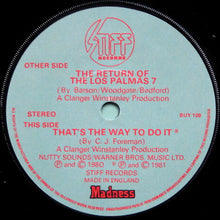 STIFF
RECORDS
OTHER SIDE
THE RETURN OF
THE LOS PALMAS 7
(By. Barson/Woodgate/Bedford)
A Clanger Winstanley Production
STEREO
BUY 108
THIS SIDE
THAT'S THE WAY TO DO IT *
(By C. J. Foreman)
A Clanger Winstanley Production
NUTTY SOUNDS/WARNER BROS. MUSIC LTD.
℗ and © 1980 * ℗ and © 1981
STIFF RECORDS
MADE IN ENGLAND
Madness